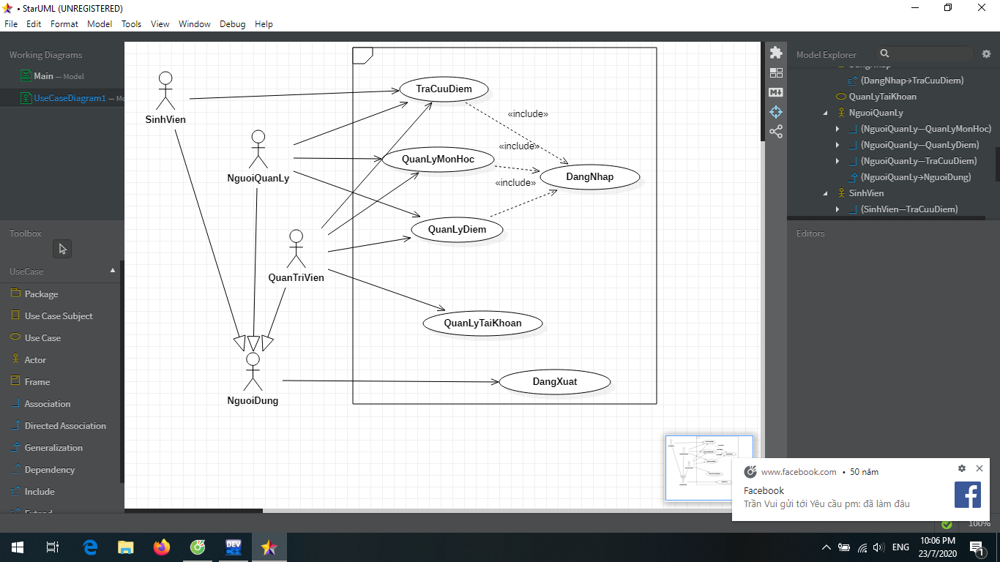 • StarUML (UNREGISTERED)
File Edit Format Model Tools View Window Debug Help
Working Diagrams
Main — Model
UseCaseDiagram1 — Mo
Toolbox
UseCase
Package
Use Case Subject
Use Case
Actor
Frame
Association
Directed Association
Generalization
Dependency
Include
Extend
SinhVien
NguoiQuanLy
QuanTriVien
NguoiDung
TraCuuDiem
«include»
«include»
QuanLyMonHoc
DangNhap
«include»
QuanLyDiem
QuanLyTaiKhoan
DangXuat
Model Explorer
DangNhap
(DangNhap→TraCuuDiem)
QuanLyTaiKhoan
NguoiQuanLy
(NguoiQuanLy—QuanLyMonHoc)
(NguoiQuanLy—QuanLyDiem)
(NguoiQuanLy—TraCuuDiem)
(NguoiQuanLy→NguoiDung)
SinhVien
(SinhVien—TraCuuDiem)
Editors
www.facebook.com • 50 năm
Facebook
Trần Vui gửi tới Yêu cầu pm: đã làm đâu
100%
DEV
C++
ENG
10:06 PM
23/7/2020
1